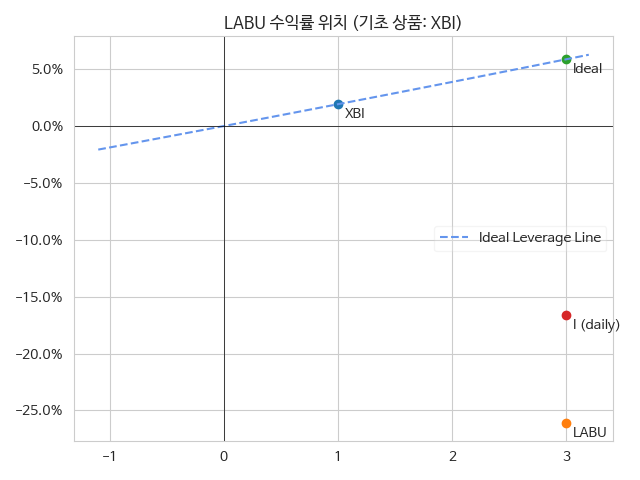 LABU 수익률 위치 (기초 상품: XBI)
5.0%
0.0%
−5.0%
−10.0%
−15.0%
−20.0%
−25.0%
Ideal
XBI
Ideal Leverage Line
I (daily)
LABU
−1
0
1
2
3